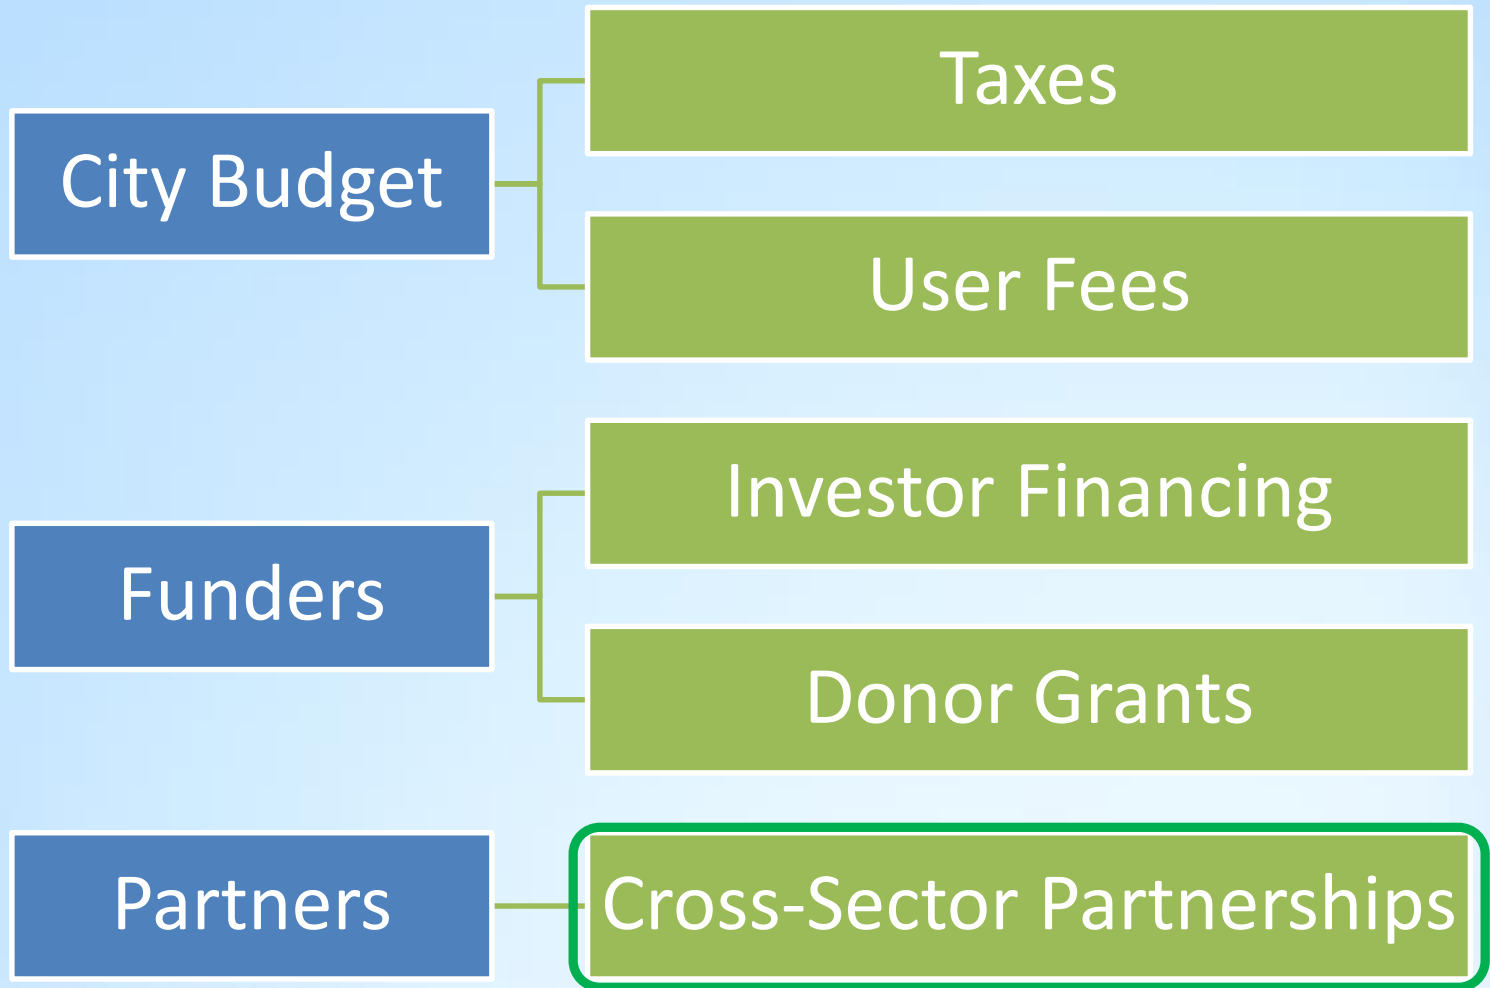 City Budget
Taxes
User Fees
Funders
Investor Financing
Donor Grants
Partners
Cross-Sector Partnerships